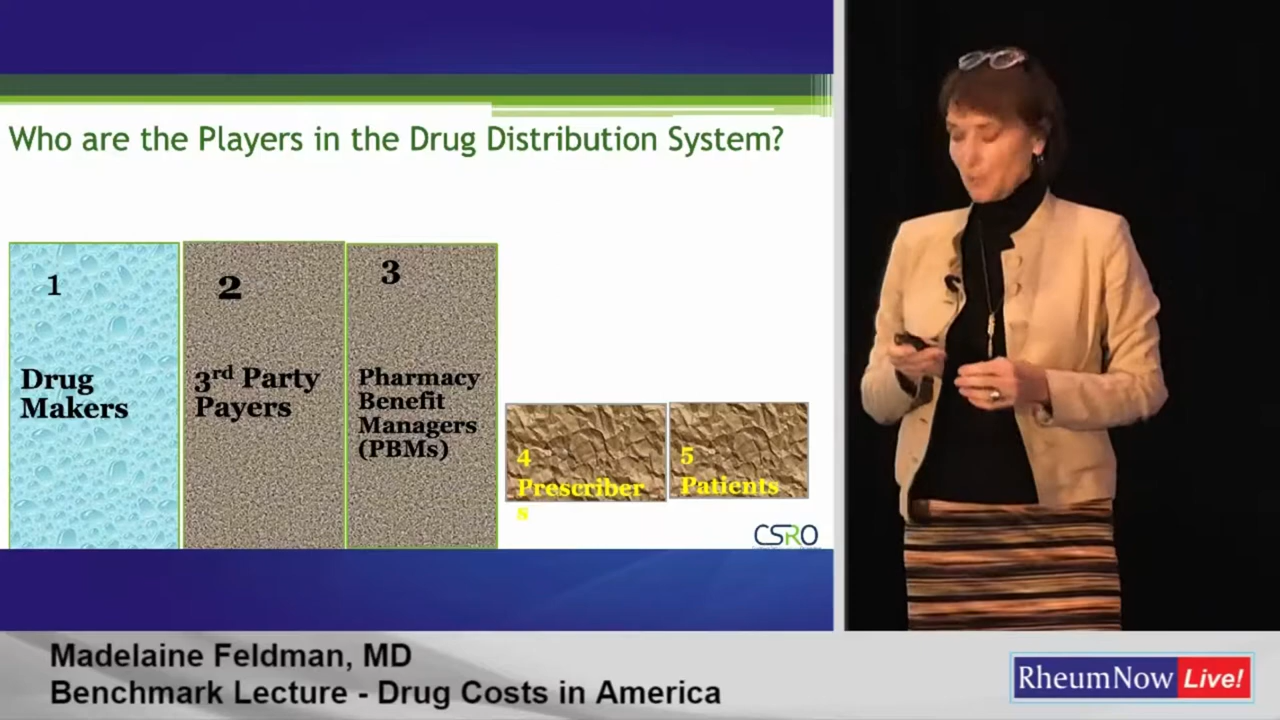 Who are the Players in the Drug Distribution System?
1
Drug
Makers
2
3rd Party
Payers
3
Pharmacy
Benefit
Managers
(PBMs)
4
Prescriber
s
5
Patients
CSRO
Madelaine Feldman, MD
Benchmark Lecture - Drug Costs in America
RheumNow Live!